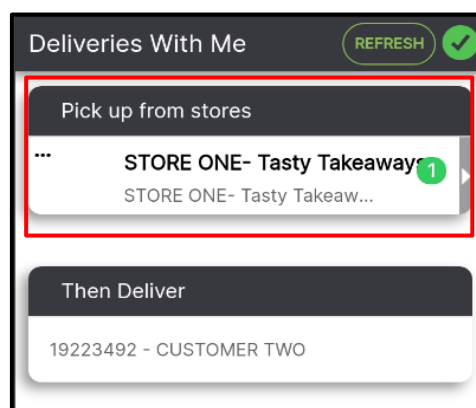 Deliveries With Me
REFRESH
Pick up from stores
...
STORE ONE- Tasty Takeaways
1
STORE ONE- Tasty Takeaw...
Then Deliver
19223492 - CUSTOMER TWO